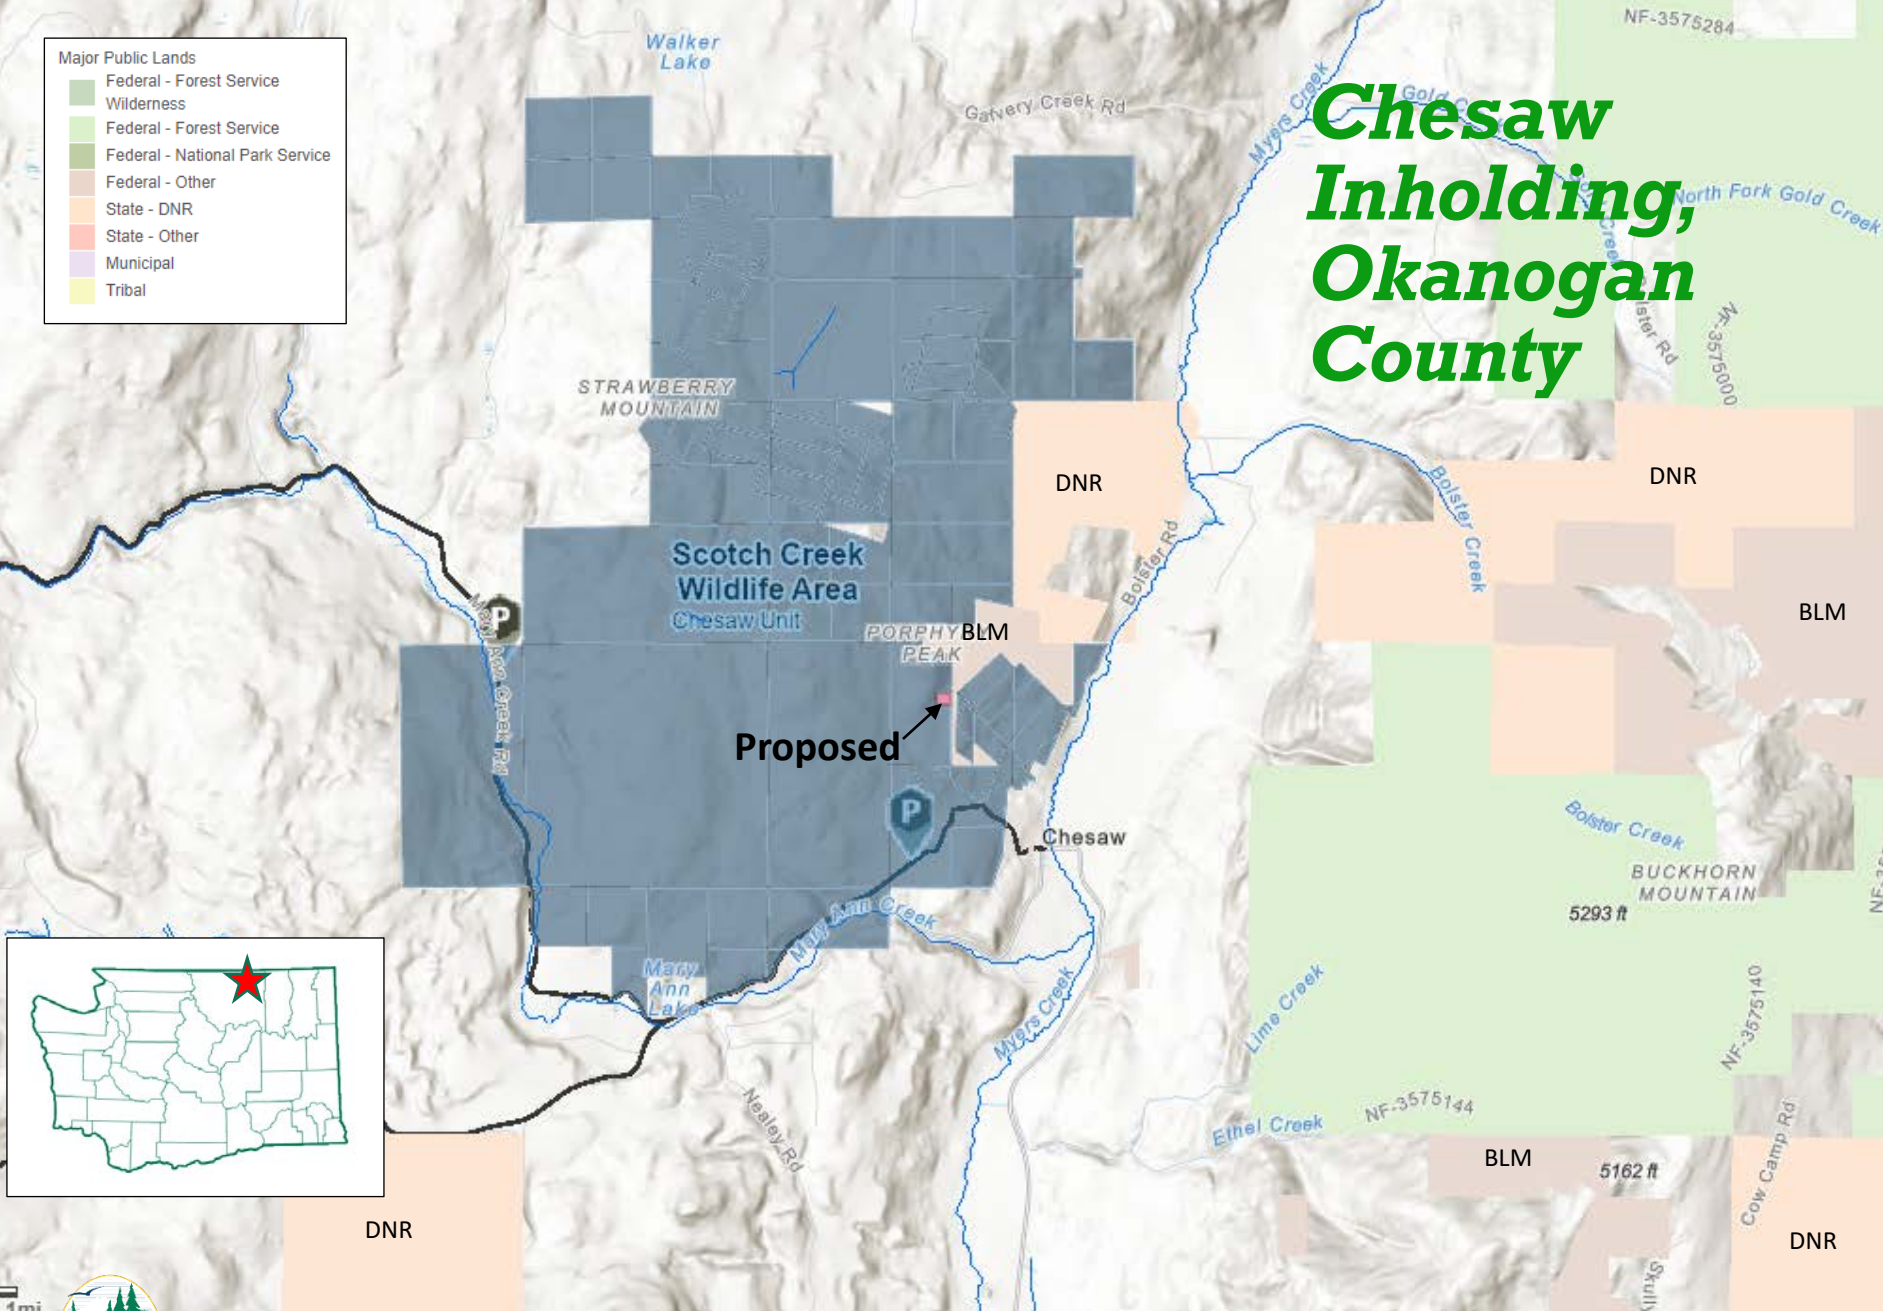 Major Public Lands
Federal - Forest Service
Wilderness
Federal - Forest Service
Federal - National Park Service
Federal - Other
State - DNR
State - Other
Municipal
Tribal
Chesaw
Inholding,
Okanogan
County
Walker
Lake
Galvery Creek Rd
Myers Creek
Gold
NF-3575284
North Fork Gold Creek
Creek
Bolster Rd
NF-3575000
STRAWBERRY
MOUNTAIN
DNR
DNR
Bolster Creek
Bolster Rd
Scotch Creek
Wildlife Area
Chesaw Unit
BLM
PEAK
BLM
P
Mary Ann Creek Rd
Proposed
P
Chesaw
Bolster Creek
BUCKHORN
MOUNTAIN
5293 ft
Mary Ann Creek
Mary
Ann
Lake
Myers Creek
Lime Creek
NF-3575140
Nealey Rd
Ethel Creek
NF-3575144
BLM
5162 ft
Cow Camp Rd
DNR
DNR
1mi